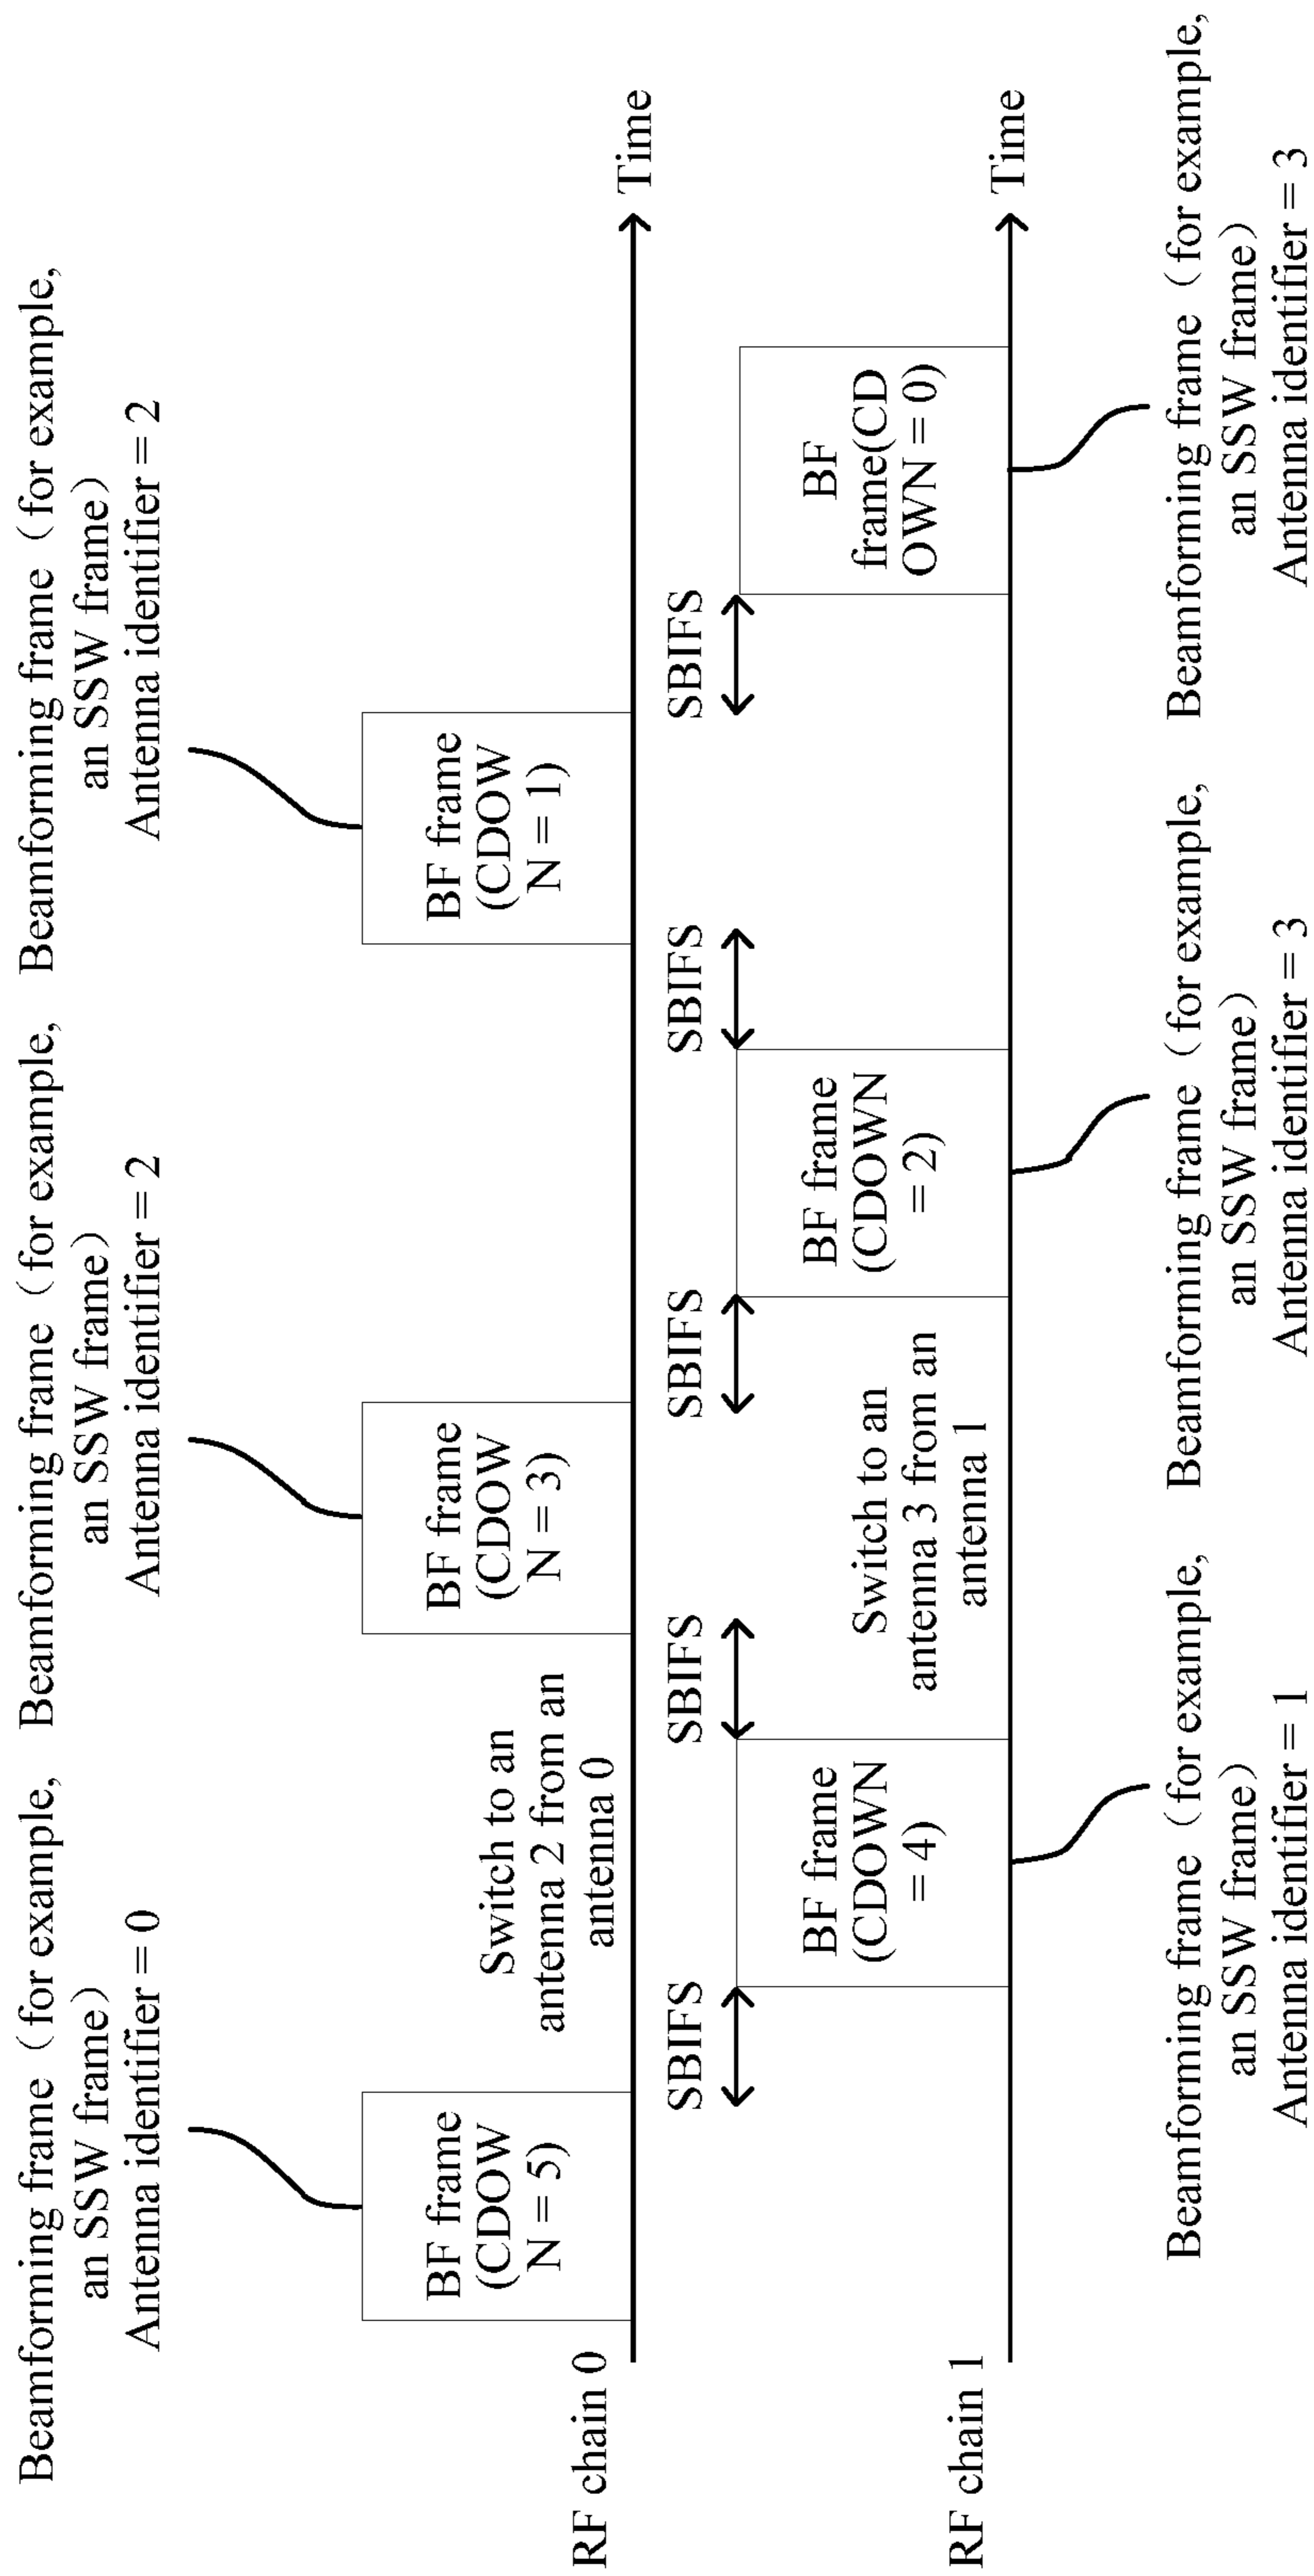 Beamforming frame（for example,
an SSW frame）
Antenna identifier = 0
Beamforming frame（for example,
an SSW frame）
Antenna identifier = 2
Beamforming frame（for example,
an SSW frame）
Antenna identifier = 2
BF frame
(CDOW
N = 5)
Switch to an
antenna 2 from an
antenna 0
BF frame
(CDOW
N = 3)
BF frame
(CDOW
N = 1)
RF chain 0
Time
SBIFS
SBIFS
SBIFS
SBIFS
SBIFS
BF frame
(CDOWN
= 4)
Switch to an
antenna 3 from an
antenna 1
BF frame
(CDOWN
= 2)
BF
frame(CD
OWN = 0)
RF chain 1
Time
Beamforming frame（for example,
an SSW frame）
Antenna identifier = 1
Beamforming frame（for example,
an SSW frame）
Antenna identifier = 3
Beamforming frame（for example,
an SSW frame）
Antenna identifier = 3